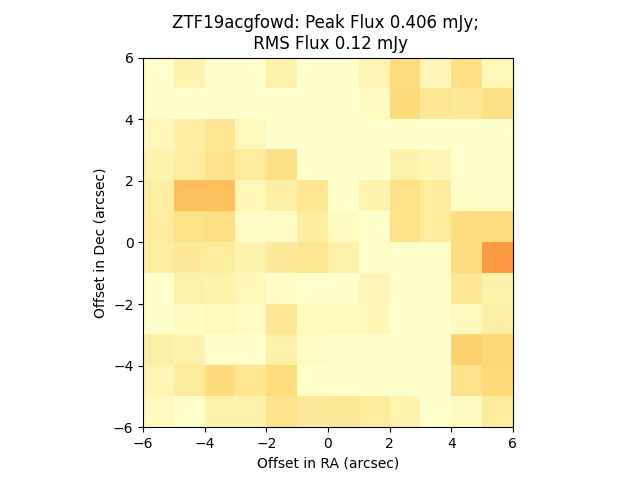 ZTF19acgfowd: Peak Flux 0.406 mJy;
RMS Flux 0.12 mJy
6
4
2
0
−2
−4
−6
Offset in Dec (arcsec)
−6 −4 −2 0 2 4 6
Offset in RA (arcsec)